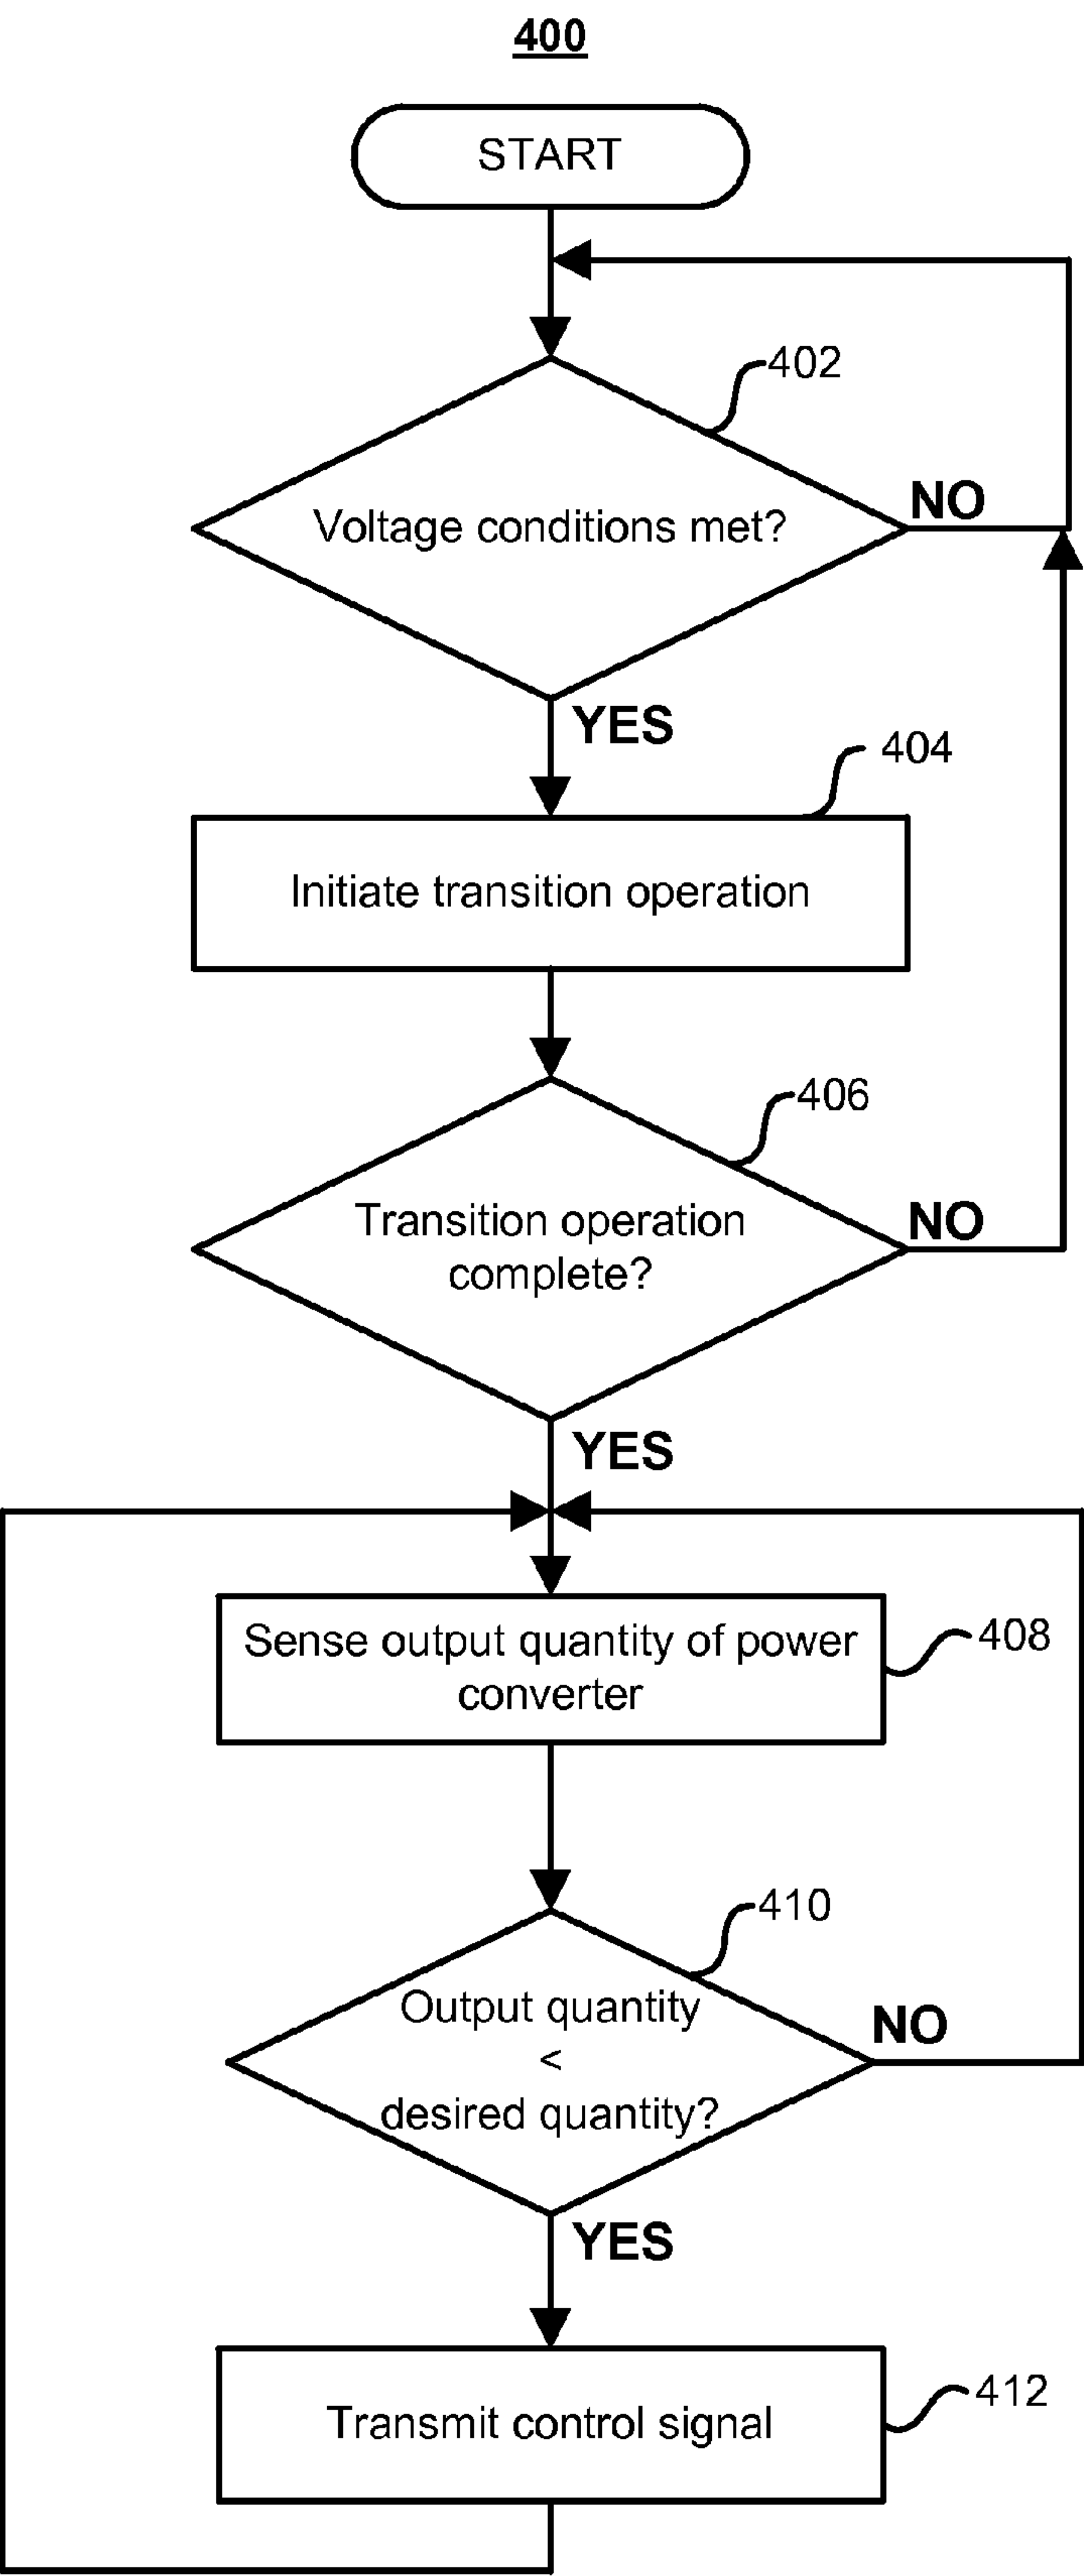 400
START
402
Voltage conditions met?
NO
YES
404
Initiate transition operation
406
Transition operation
complete?
NO
YES
Sense output quantity of power
converter
408
410
Output quantity
<
desired quantity?
NO
YES
Transmit control signal
412